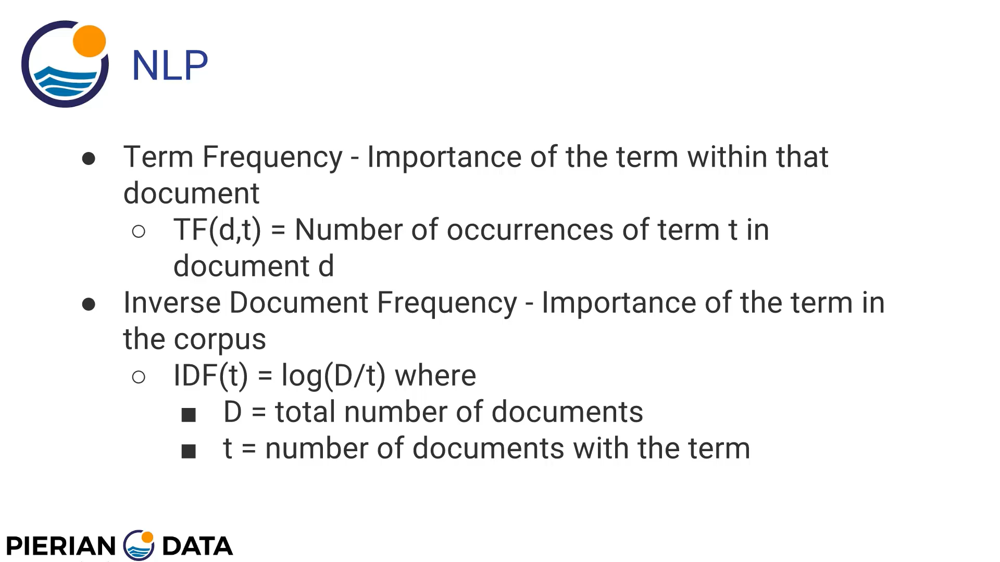 NLP
● Term Frequency - Importance of the term within that
document
○ TF(d,t) = Number of occurrences of term t in
document d
● Inverse Document Frequency - Importance of the term in
the corpus
○ IDF(t) = log(D/t) where
■ D = total number of documents
■ t = number of documents with the term
PIERIAN DATA